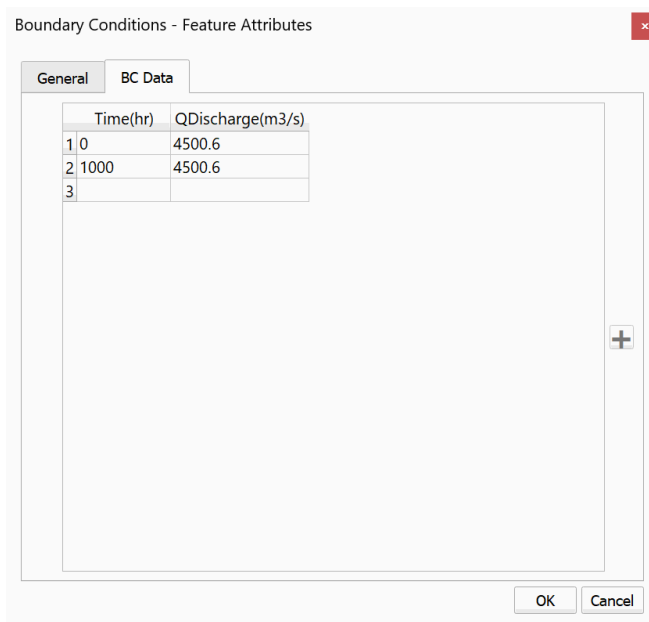 Boundary Conditions - Feature Attributes
×
General BC Data
Time(hr) QDischarge(m3/s)
1 0 4500.6
2 1000 4500.6
3
OK Cancel